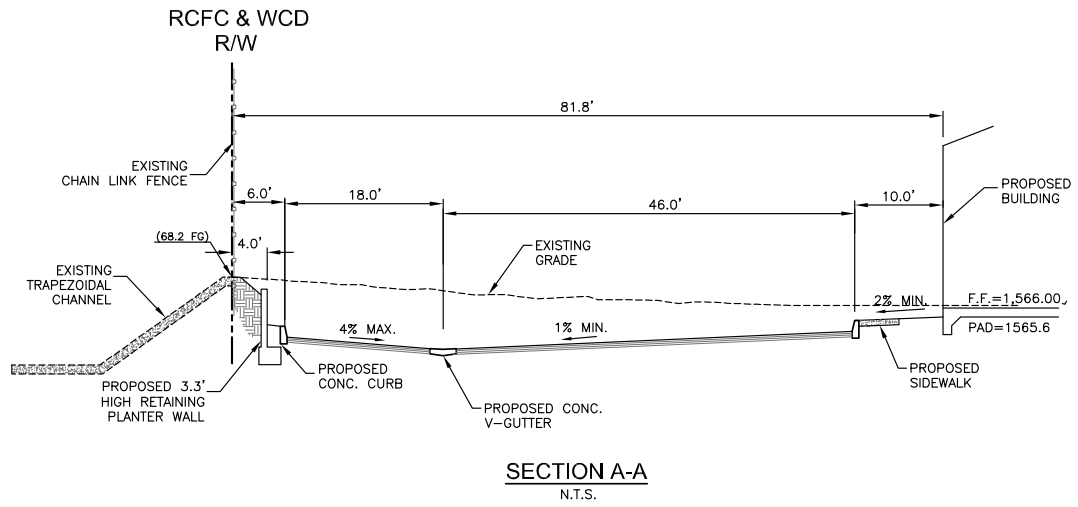 RCFC & WCD
R/W
81.8'
EXISTING
CHAIN LINK FENCE
6.0'
18.0'
46.0'
10.0'
PROPOSED
BUILDING
(68.2 FG)
4.0'
EXISTING
GRADE
EXISTING
TRAPEZOIDAL
CHANNEL
4% MAX.
1% MIN.
2% MIN.
F.F.=1,566.00
PAD=1565.6
PROPOSED 3.3'
HIGH RETAINING
PLANTER WALL
PROPOSED
CONC. CURB
PROPOSED CONC.
V-GUTTER
PROPOSED
SIDEWALK
SECTION A-A
N.T.S.